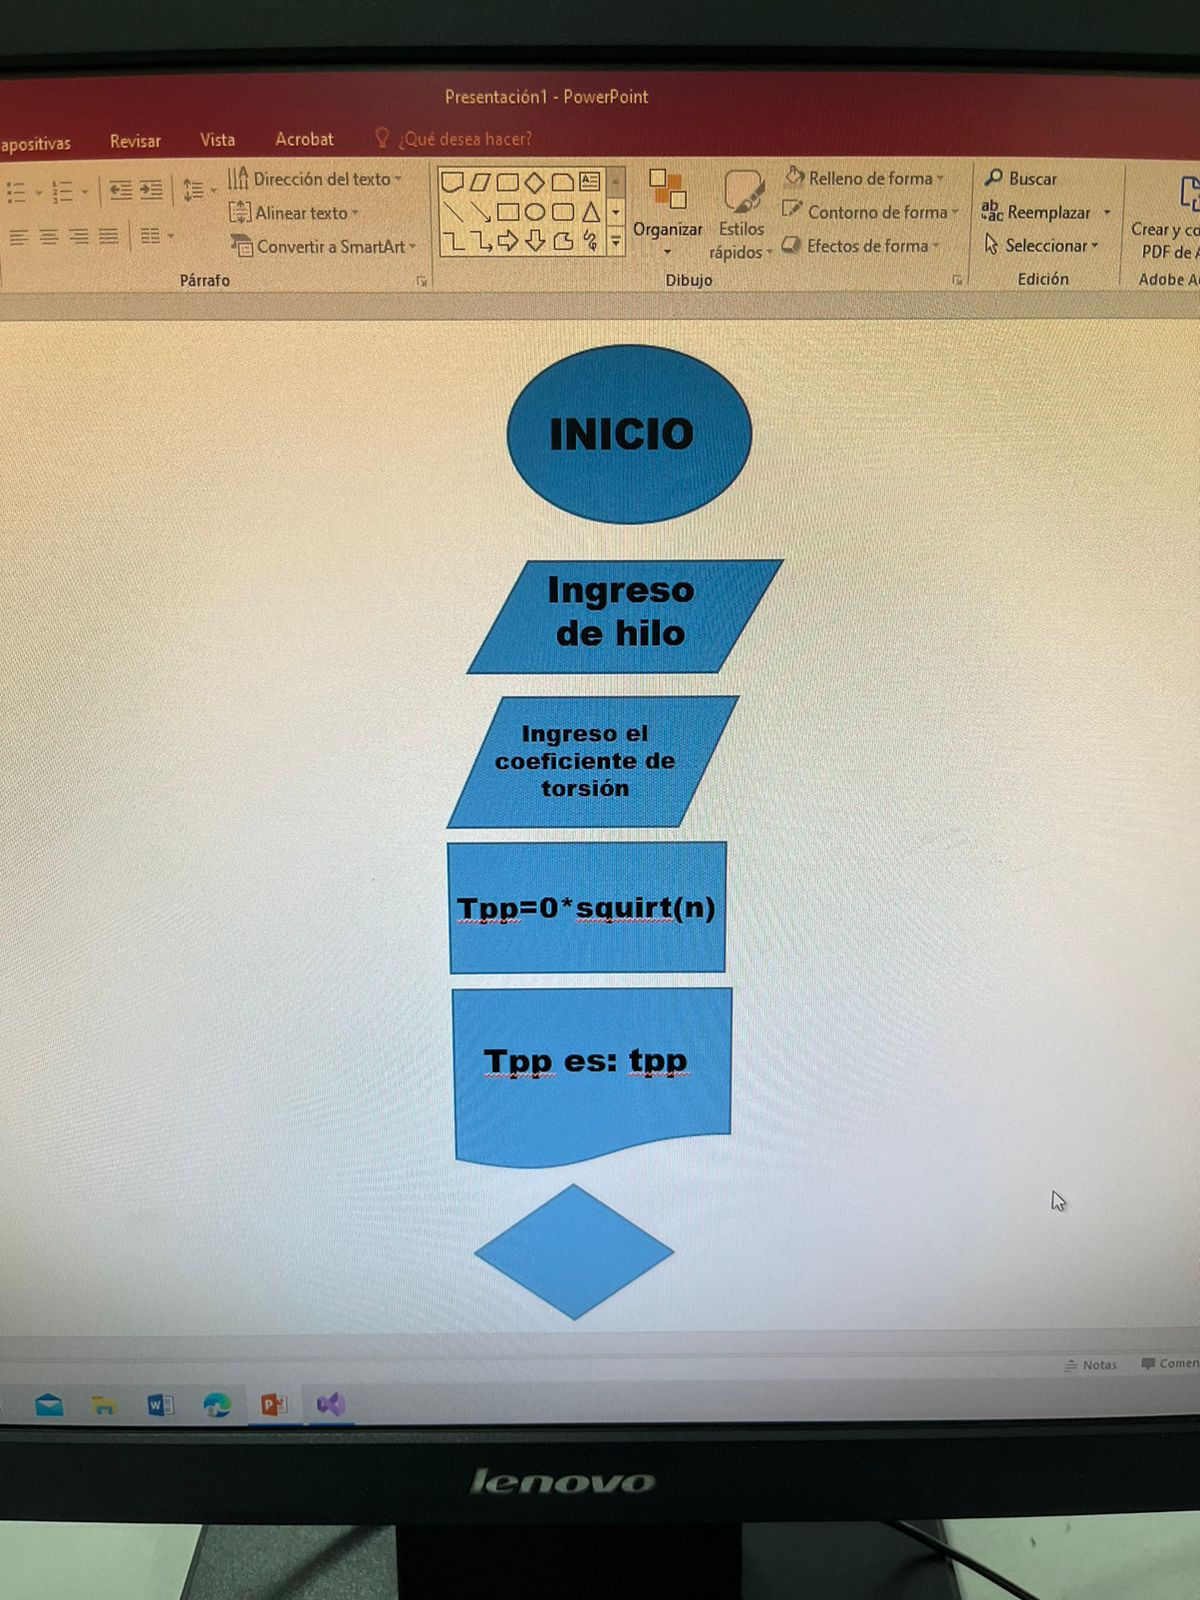 Presentación1 - PowerPoint
apositivas Revisar Vista Acrobat ¿Qué desea hacer?
Dirección del texto
Alinear texto
Convertir a SmartArt
Párrafo
Organizar
Estilos
rápidos
Relleno de forma
Contorno de forma
Efectos de forma
Dibujo
Buscar
Reemplazar
Seleccionar
Edición
Crear y co
PDF de A
Adobe A
INICIO
Ingreso
de hilo
Ingreso el
coeficiente de
torsión
Tpp=0*squirt(n)
Tpp es: tpp
Notas Comen
lenovo